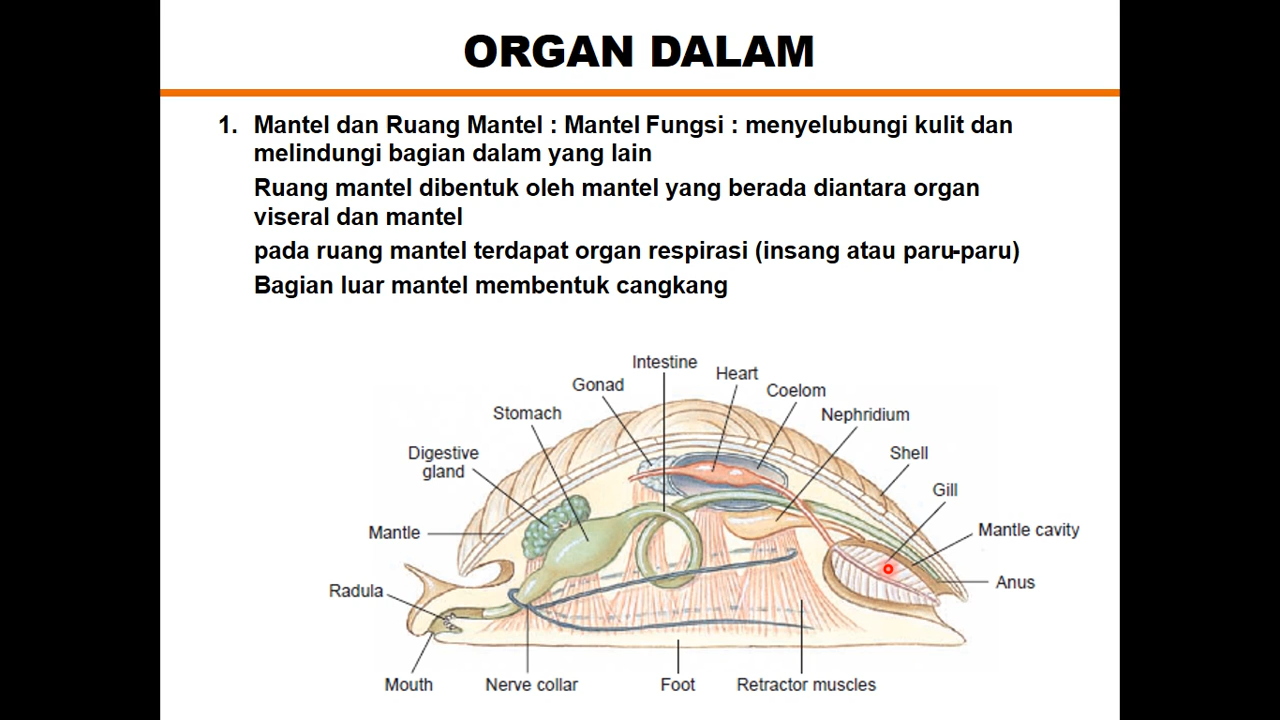 ORGAN DALAM
1. Mantel dan Ruang Mantel : Mantel Fungsi : menyelubungi kulit dan
melindungi bagian dalam yang lain
Ruang mantel dibentuk oleh mantel yang berada diantara organ
viseral dan mantel
pada ruang mantel terdapat organ respirasi (insang atau paru-paru)
Bagian luar mantel membentuk cangkang
Intestine
Heart
Gonad
Coelom
Stomach
Nephridium
Digestive
gland
Shell
Gill
Mantle
Mantle cavity
Radula
Anus
Mouth
Nerve collar
Foot
Retractor muscles